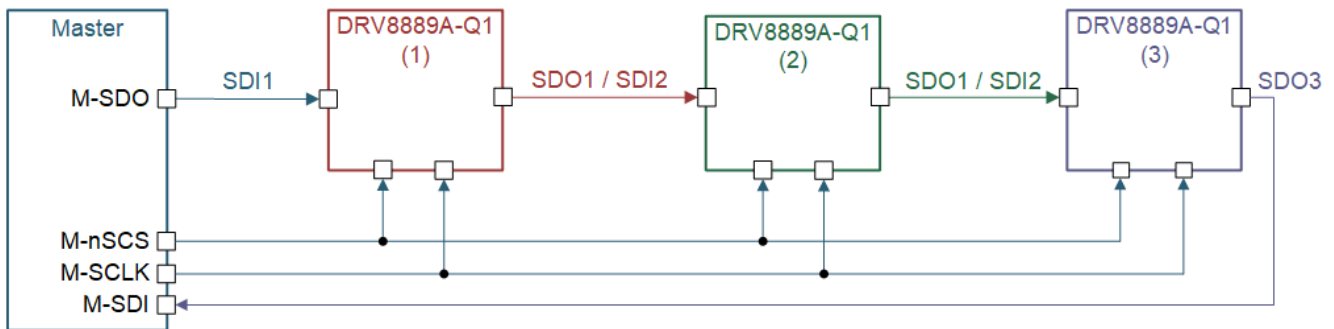 Master
DRV8889A-Q1
(1)
DRV8889A-Q1
(2)
DRV8889A-Q1
(3)
M-SDO
SDI1
SDO1 / SDI2
SDO1 / SDI2
SDO3
M-nSCS
M-SCLK
M-SDI